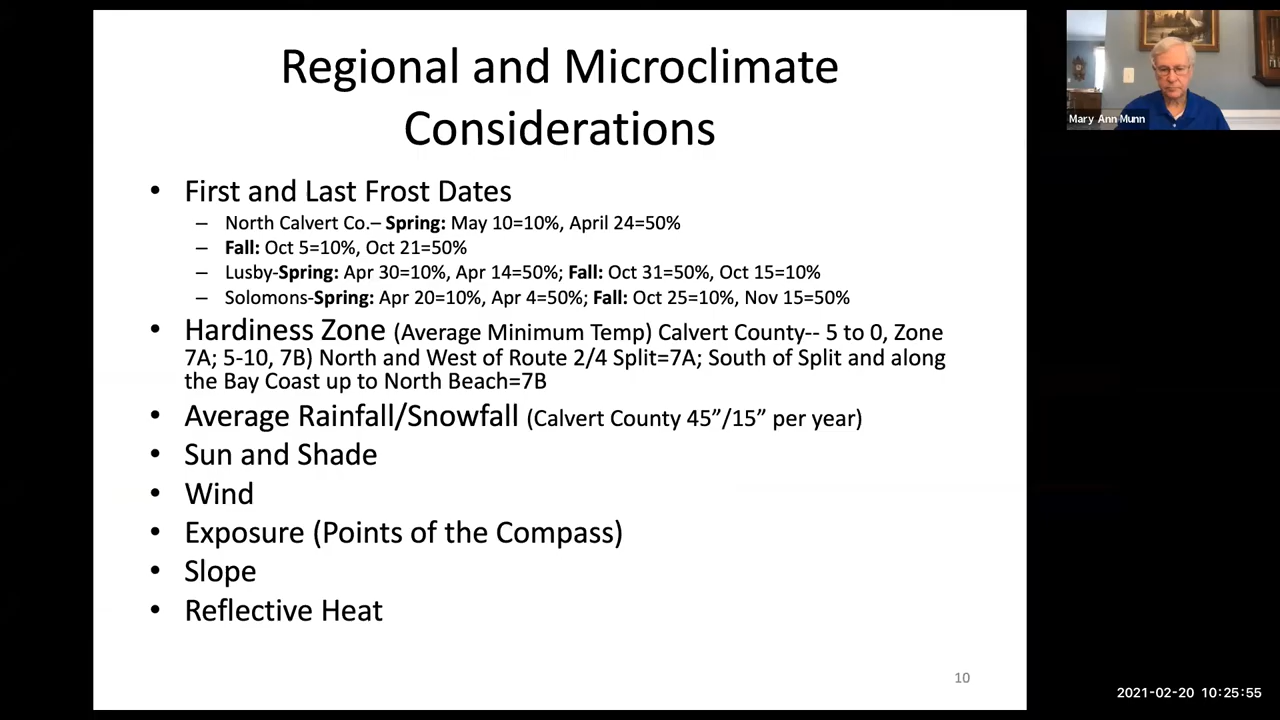 Regional and Microclimate
Considerations
• First and Last Frost Dates
– North Calvert Co.– Spring: May 10=10%, April 24=50%
– Fall: Oct 5=10%, Oct 21=50%
– Lusby-Spring: Apr 30=10%, Apr 14=50%; Fall: Oct 31=50%, Oct 15=10%
– Solomons-Spring: Apr 20=10%, Apr 4=50%; Fall: Oct 25=10%, Nov 15=50%
• Hardiness Zone (Average Minimum Temp) Calvert County-- 5 to 0, Zone
7A; 5-10, 7B) North and West of Route 2/4 Split=7A; South of Split and along
the Bay Coast up to North Beach=7B
• Average Rainfall/Snowfall (Calvert County 45”/15” per year)
• Sun and Shade
• Wind
• Exposure (Points of the Compass)
• Slope
• Reflective Heat
10
Mary Ann Munn
2021-02-20 10:25:55